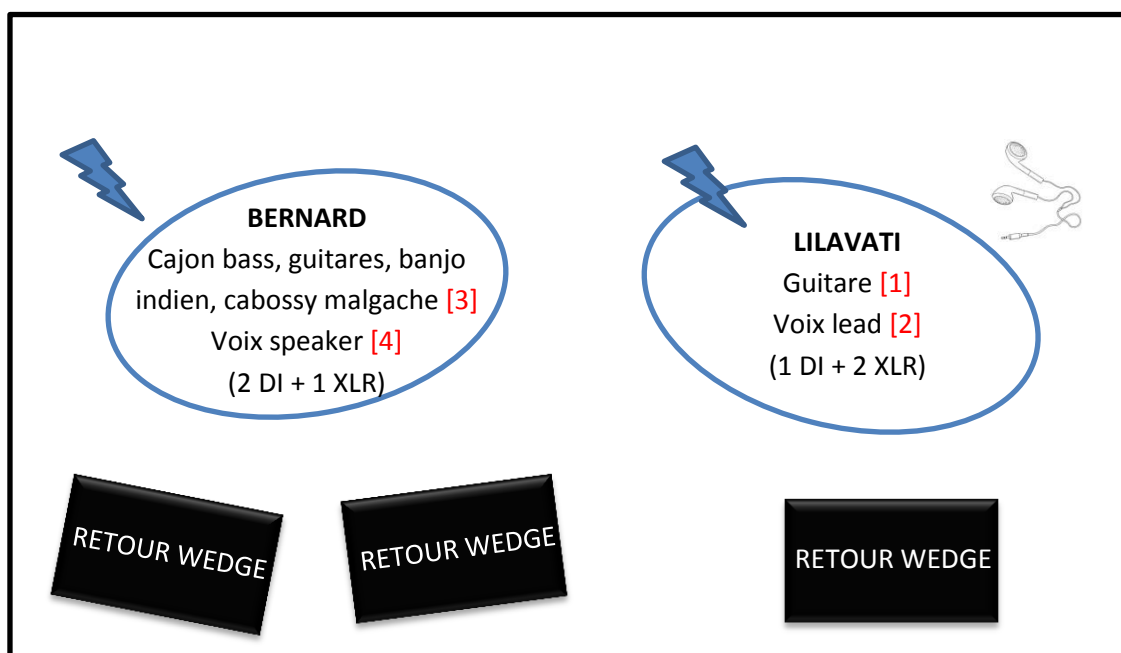 BERNARD
Cajon bass, guitares, banjo
indien, cabossy malgache [3]
Voix speaker [4]
(2 DI + 1 XLR)
LILAVATI
Guitare [1]
Voix lead [2]
(1 DI + 2 XLR)
RETOUR WEDGE
RETOUR WEDGE
RETOUR WEDGE